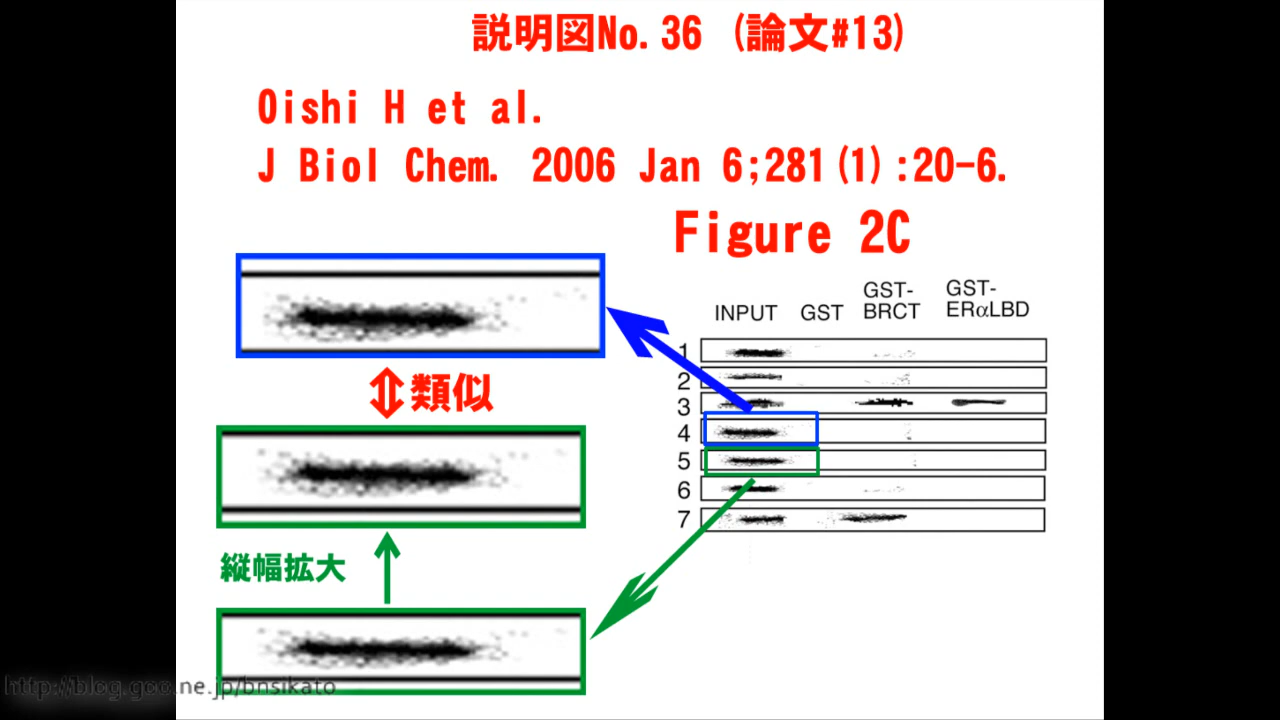 説明図No.36 (論文#13)
Oishi H et al.
J Biol Chem. 2006 Jan 6;281(1):20-6.
Figure 2C
INPUT GST GST-BRCT GST-ERαLBD
1
2
3
4
5
6
7
類似
縦幅拡大
http://blog.goo.ne.jp/bnsikato